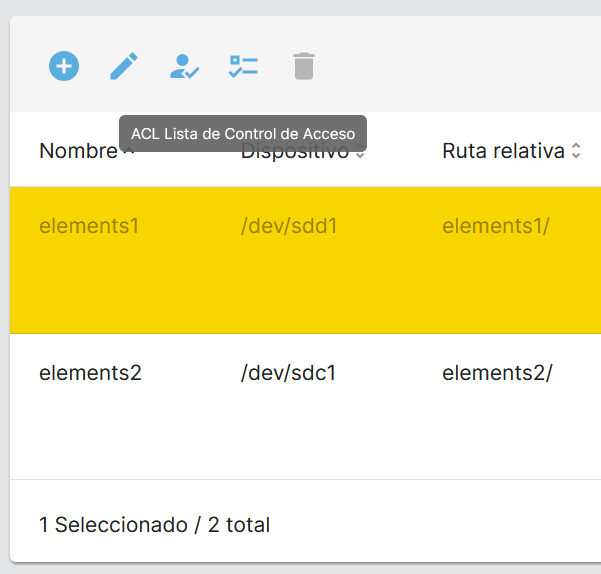 ACL Lista de Control de Acceso
Nombre Dispositivo Ruta relativa
elements1 /dev/sdd1 elements1/
elements2 /dev/sdc1 elements2/
1 Seleccionado / 2 total